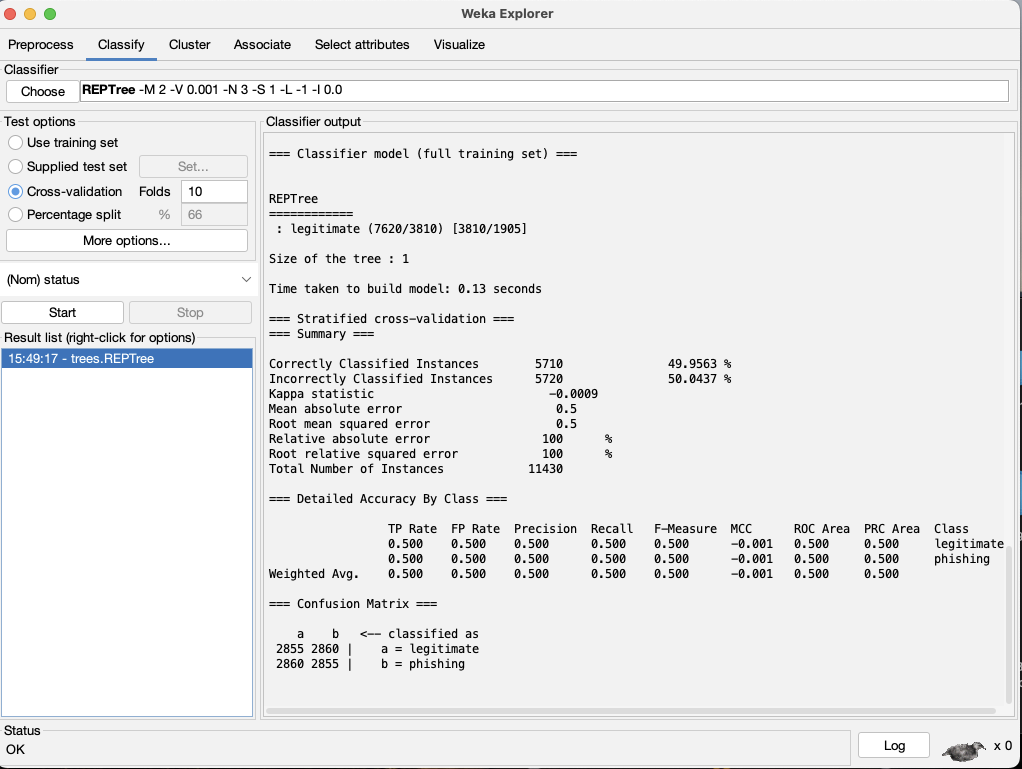 Weka Explorer
Preprocess Classify Cluster Associate Select attributes Visualize
Classifier
Choose REPTree -M 2 -V 0.001 -N 3 -S 1 -L -1 -I 0.0
Test options
Use training set
Supplied test set Set...
Cross-validation Folds 10
Percentage split % 66
More options...
(Nom) status
Start Stop
Result list (right-click for options)
15:49:17 - trees.REPTree
Classifier output
=== Classifier model (full training set) ===
REPTree
============
: legitimate (7620/3810) [3810/1905]
Size of the tree : 1
Time taken to build model: 0.13 seconds
=== Stratified cross-validation ===
=== Summary ===
Correctly Classified Instances 5710 49.9563 %
Incorrectly Classified Instances 5720 50.0437 %
Kappa statistic -0.0009
Mean absolute error 0.5
Root mean squared error 0.5
Relative absolute error 100 %
Root relative squared error 100 %
Total Number of Instances 11430
=== Detailed Accuracy By Class ===
TP Rate FP Rate Precision Recall F-Measure MCC ROC Area PRC Area Class
0.500 0.500 0.500 0.500 0.500 -0.001 0.500 0.500 legitimate
0.500 0.500 0.500 0.500 0.500 -0.001 0.500 0.500 phishing
Weighted Avg. 0.500 0.500 0.500 0.500 0.500 -0.001 0.500 0.500
=== Confusion Matrix ===
a b <-- classified as
2855 2860 | a = legitimate
2860 2855 | b = phishing
Status
OK
Log x 0